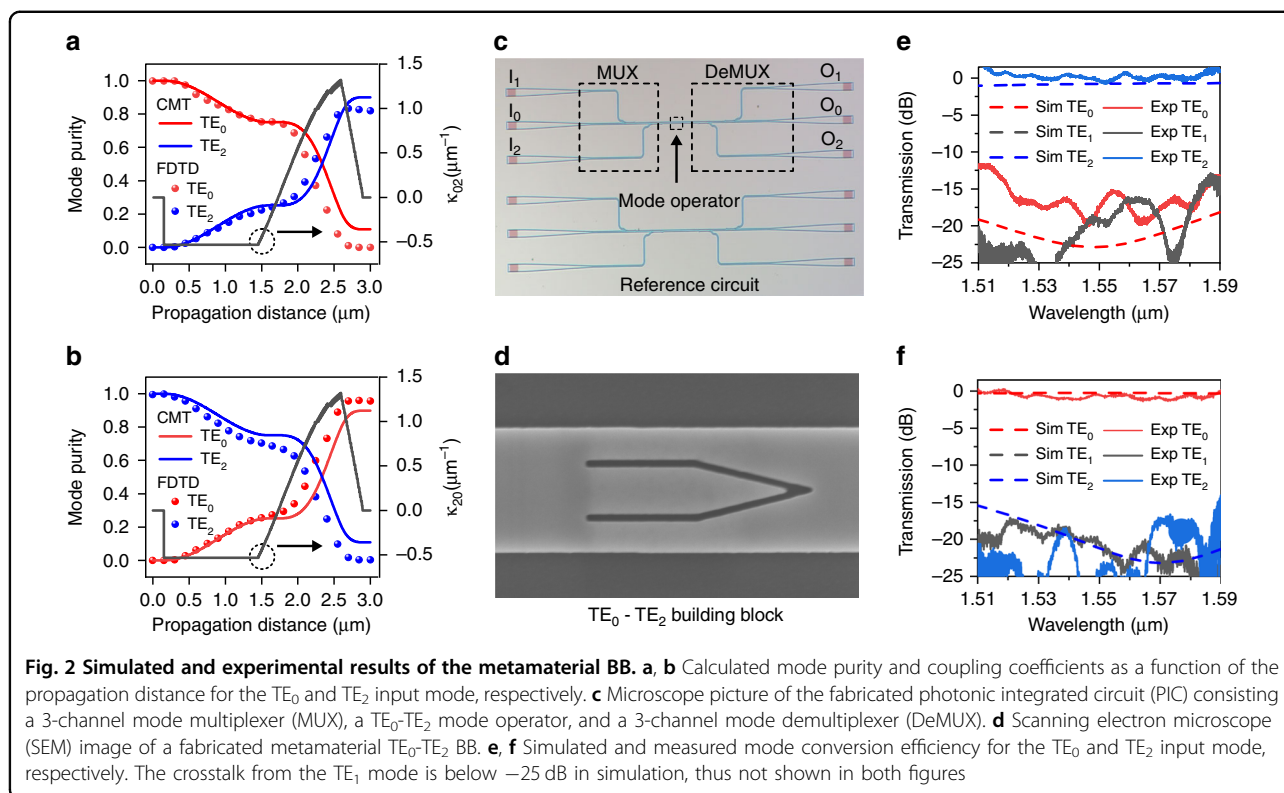 a
1.0
0.8
0.6
0.4
0.2
0.0
Mode purity
CMT
TE₀
TE₂
FDTD
TE₀
TE₂
1.5
1.0
0.5
0.0
−0.5
κ₀₂(μm⁻¹)
0.0 0.5 1.0 1.5 2.0 2.5 3.0
Propagation distance (μm)
b
1.0
0.8
0.6
0.4
0.2
0.0
Mode purity
CMT
TE₀
TE₂
FDTD
TE₀
TE₂
1.5
1.0
0.5
0.0
−0.5
κ₂₀(μm⁻¹)
0.0 0.5 1.0 1.5 2.0 2.5 3.0
Propagation distance (μm)
c
MUX DeMUX
I₁ O₁
I₀ O₀
I₂ O₂
Mode operator
Reference circuit
d
TE₀ - TE₂ building block
e
0
−5
−10
−15
−20
−25
Transmission (dB)
Sim TE₀ Exp TE₀
Sim TE₁ Exp TE₁
Sim TE₂ Exp TE₂
1.51 1.53 1.55 1.57 1.59
Wavelength (μm)
f
0
−5
−10
−15
−20
−25
Transmission (dB)
Sim TE₀ Exp TE₀
Sim TE₁ Exp TE₁
Sim TE₂ Exp TE₂
1.51 1.53 1.55 1.57 1.59
Wavelength (μm)
Fig. 2 Simulated and experimental results of the metamaterial BB. a, b Calculated mode purity and coupling coefficients as a function of the
propagation distance for the TE₀ and TE₂ input mode, respectively. c Microscope picture of the fabricated photonic integrated circuit (PIC) consisting
a 3-channel mode multiplexer (MUX), a TE₀-TE₂ mode operator, and a 3-channel mode demultiplexer (DeMUX). d Scanning electron microscope
(SEM) image of a fabricated metamaterial TE₀-TE₂ BB. e, f Simulated and measured mode conversion efficiency for the TE₀ and TE₂ input mode,
respectively. The crosstalk from the TE₁ mode is below −25 dB in simulation, thus not shown in both figures